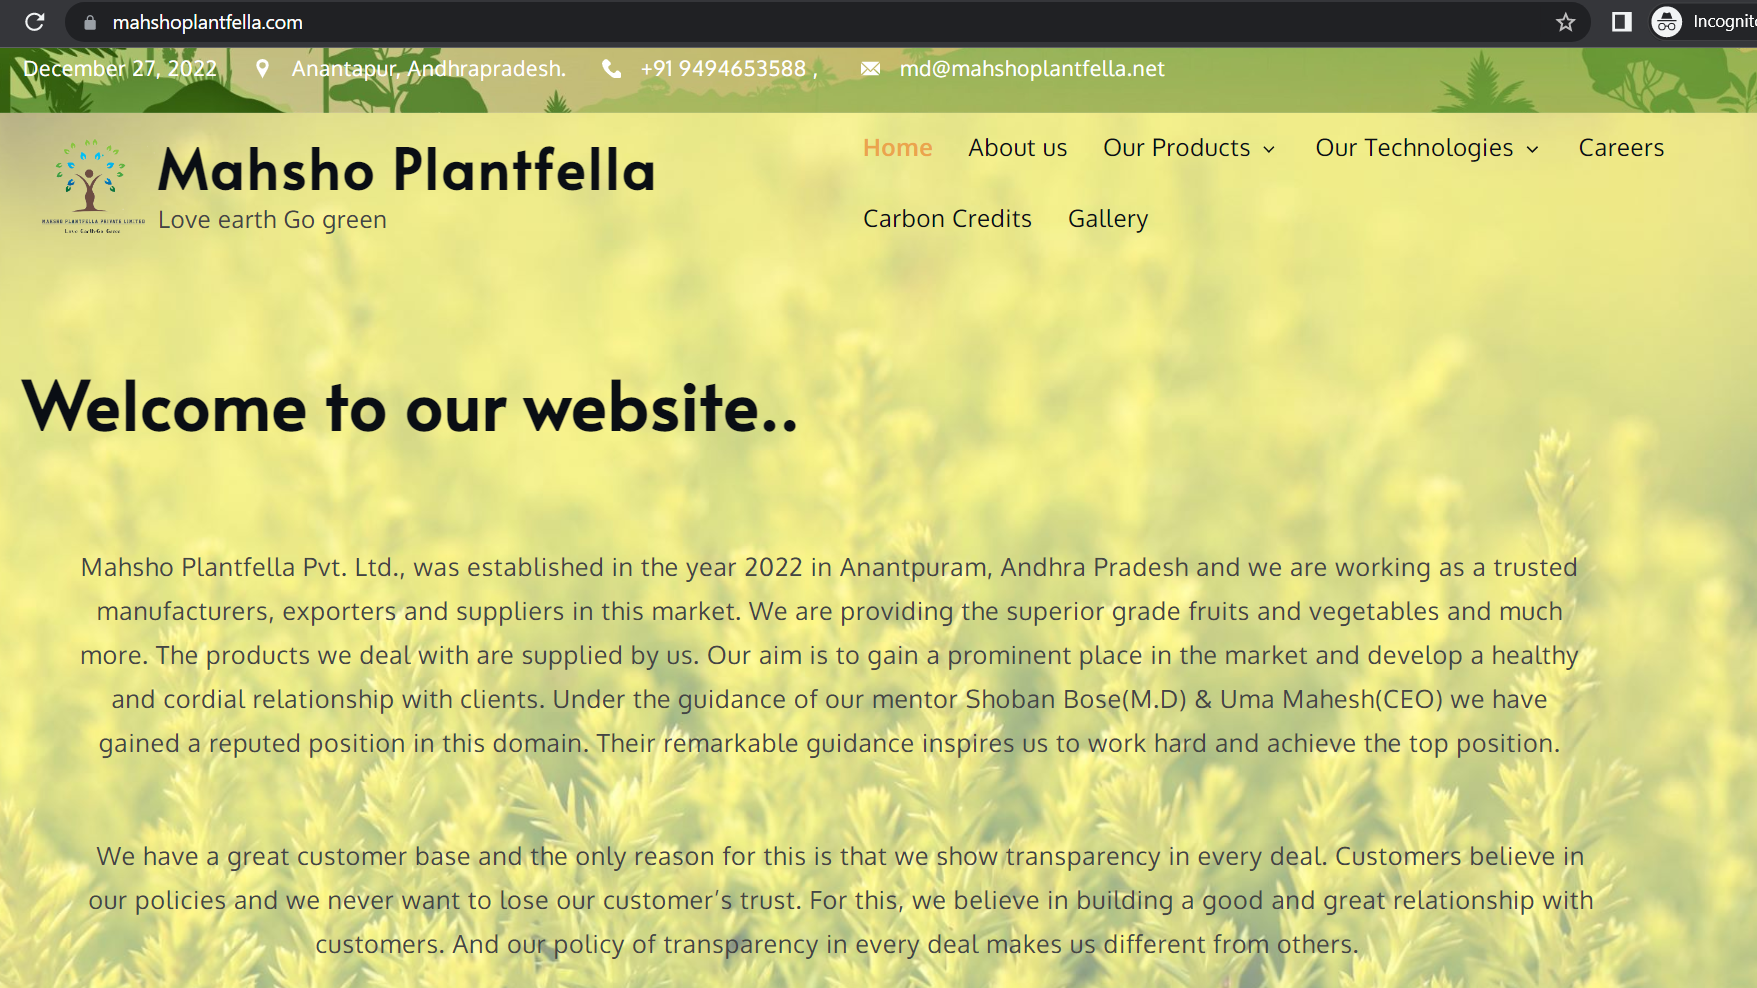 mahshoplantfella.com
Incognito
December 27, 2022 Anantapur, Andhrapradesh. +91 9494653588 , md@mahshoplantfella.net
Mahsho Plantfella
Love earth Go green
MAHSHO PLANTFELLA PRIVATE LIMITED
Love Earth-Go Green
Home About us Our Products Our Technologies Careers
Carbon Credits Gallery
Welcome to our website..
Mahsho Plantfella Pvt. Ltd., was established in the year 2022 in Anantpuram, Andhra Pradesh and we are working as a trusted
manufacturers, exporters and suppliers in this market. We are providing the superior grade fruits and vegetables and much
more. The products we deal with are supplied by us. Our aim is to gain a prominent place in the market and develop a healthy
and cordial relationship with clients. Under the guidance of our mentor Shoban Bose(M.D) & Uma Mahesh(CEO) we have
gained a reputed position in this domain. Their remarkable guidance inspires us to work hard and achieve the top position.
We have a great customer base and the only reason for this is that we show transparency in every deal. Customers believe in
our policies and we never want to lose our customer’s trust. For this, we believe in building a good and great relationship with
customers. And our policy of transparency in every deal makes us different from others.